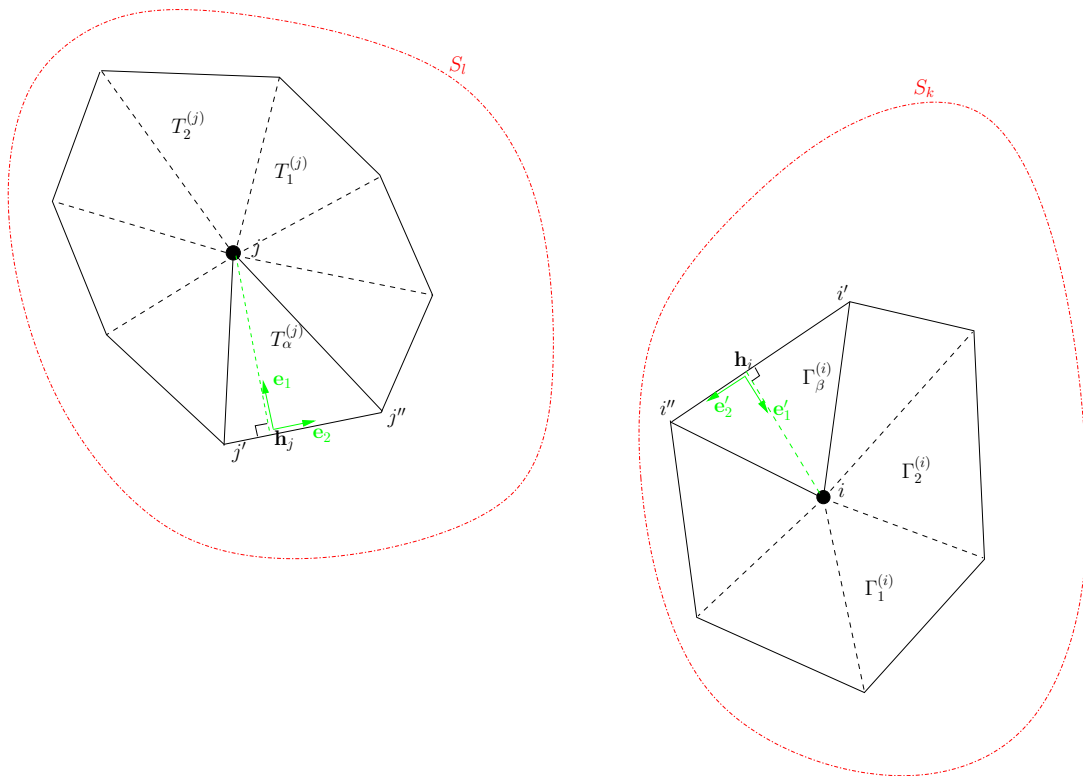 S_l
S_k
T_2^{(j)}
T_1^{(j)}
j
i′
T_α^{(j)}
h_i
e_1
Γ_β^{(i)}
e′_2
e′_1
i″
j″
e_2
h_j
j′
Γ_2^{(i)}
i
Γ_1^{(i)}